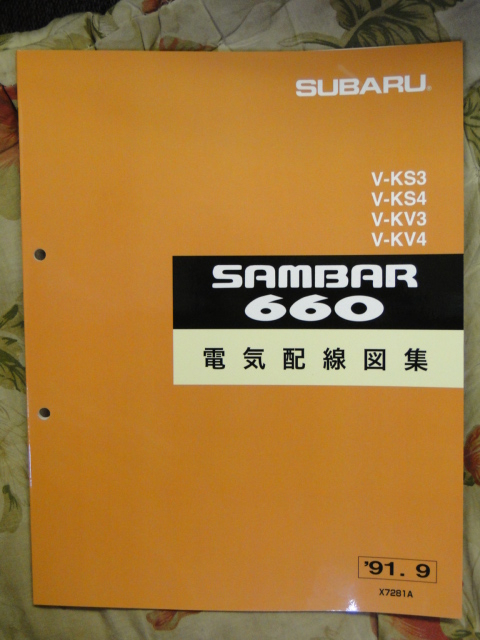 SUBARU®
V-KS3
V-KS4
V-KV3
V-KV4
SAMBAR
660
電気配線図集
'91. 9
X7281A